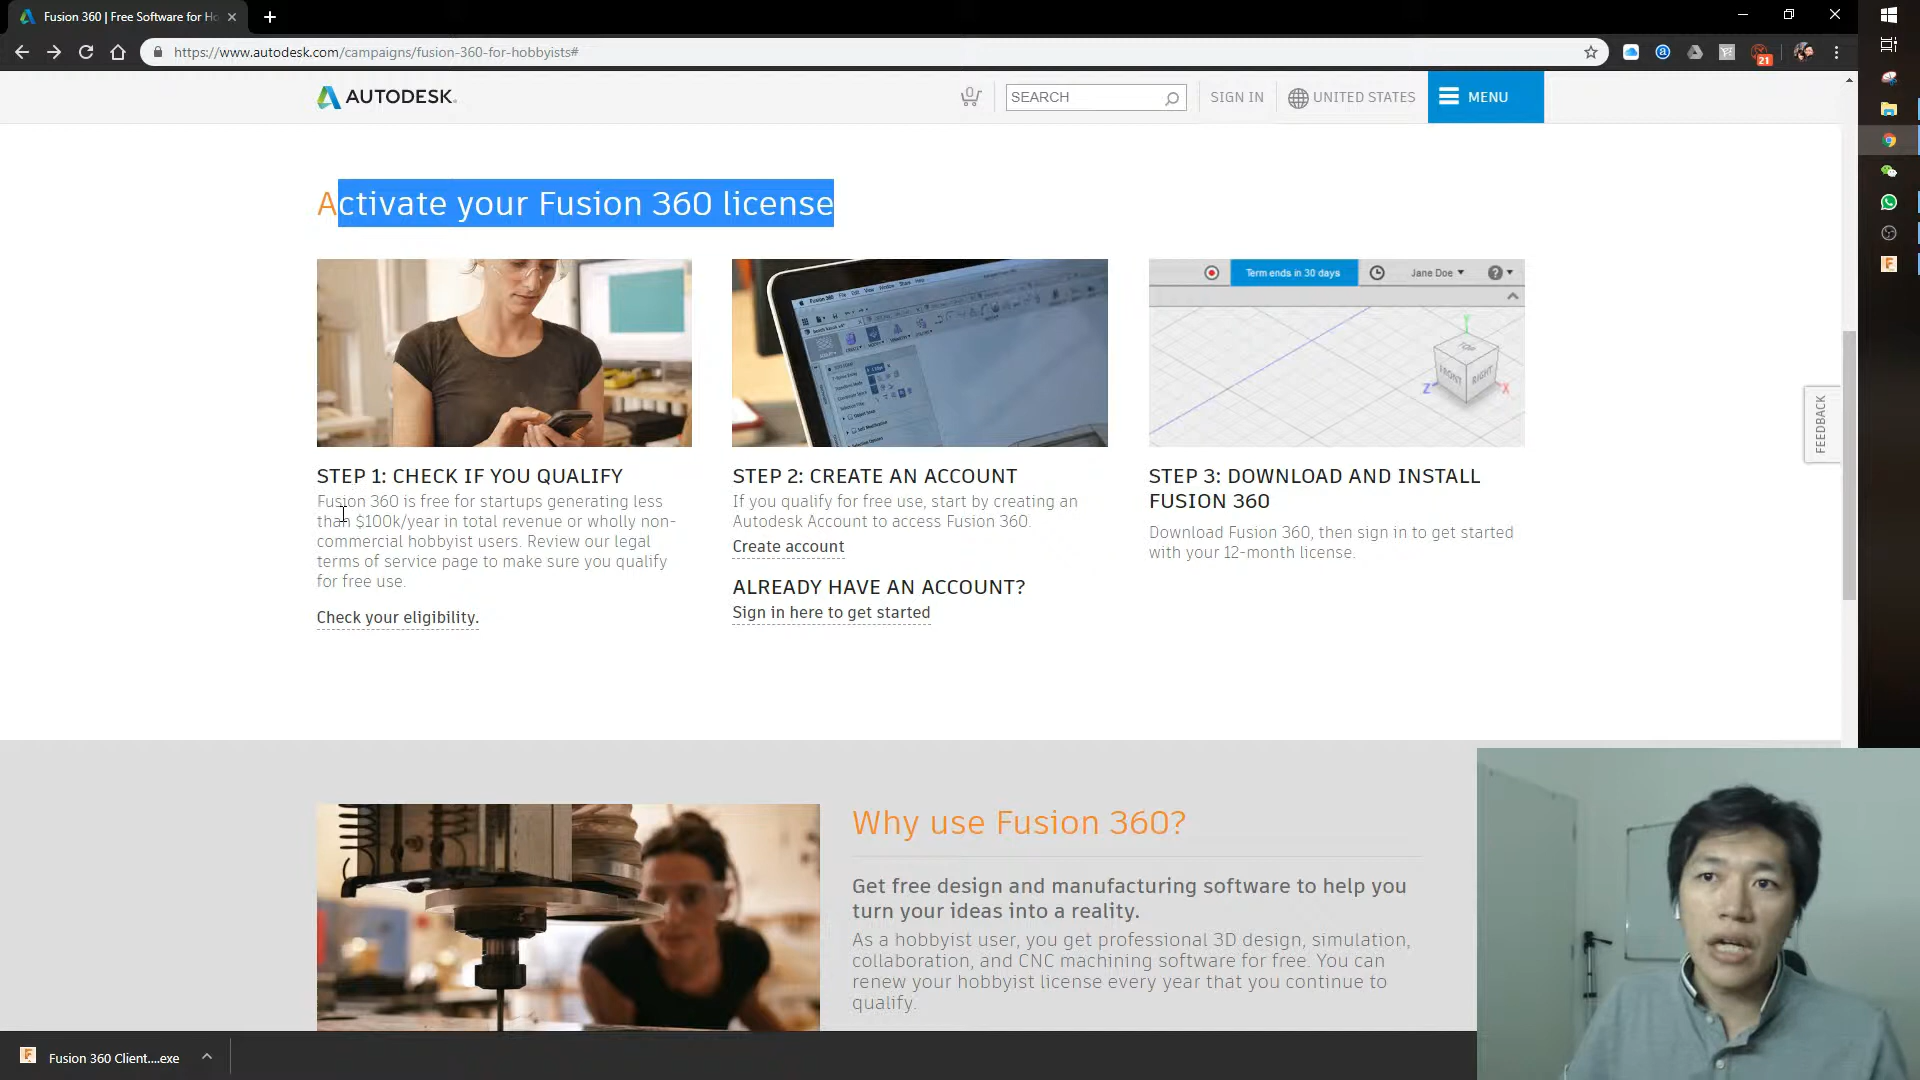 Fusion 360 | Free Software for Ho
https://www.autodesk.com/campaigns/fusion-360-for-hobbyists#
21
AUTODESK.
0
SEARCH
SIGN IN
UNITED STATES
MENU
Activate your Fusion 360 license
Term ends in 30 days
Jane Doe
?
TOP
FRONT
RIGHT
Y
Z
X
FEEDBACK
STEP 1: CHECK IF YOU QUALIFY
Fusion 360 is free for startups generating less
than $100k/year in total revenue or wholly non-
commercial hobbyist users. Review our legal
terms of service page to make sure you qualify
for free use.
Check your eligibility.
STEP 2: CREATE AN ACCOUNT
If you qualify for free use, start by creating an
Autodesk Account to access Fusion 360.
Create account
ALREADY HAVE AN ACCOUNT?
Sign in here to get started
STEP 3: DOWNLOAD AND INSTALL
FUSION 360
Download Fusion 360, then sign in to get started
with your 12-month license.
Why use Fusion 360?
Get free design and manufacturing software to help you
turn your ideas into a reality.
As a hobbyist user, you get professional 3D design, simulation,
collaboration, and CNC machining software for free. You can
renew your hobbyist license every year that you continue to
qualify.
Fusion 360 Client....exe